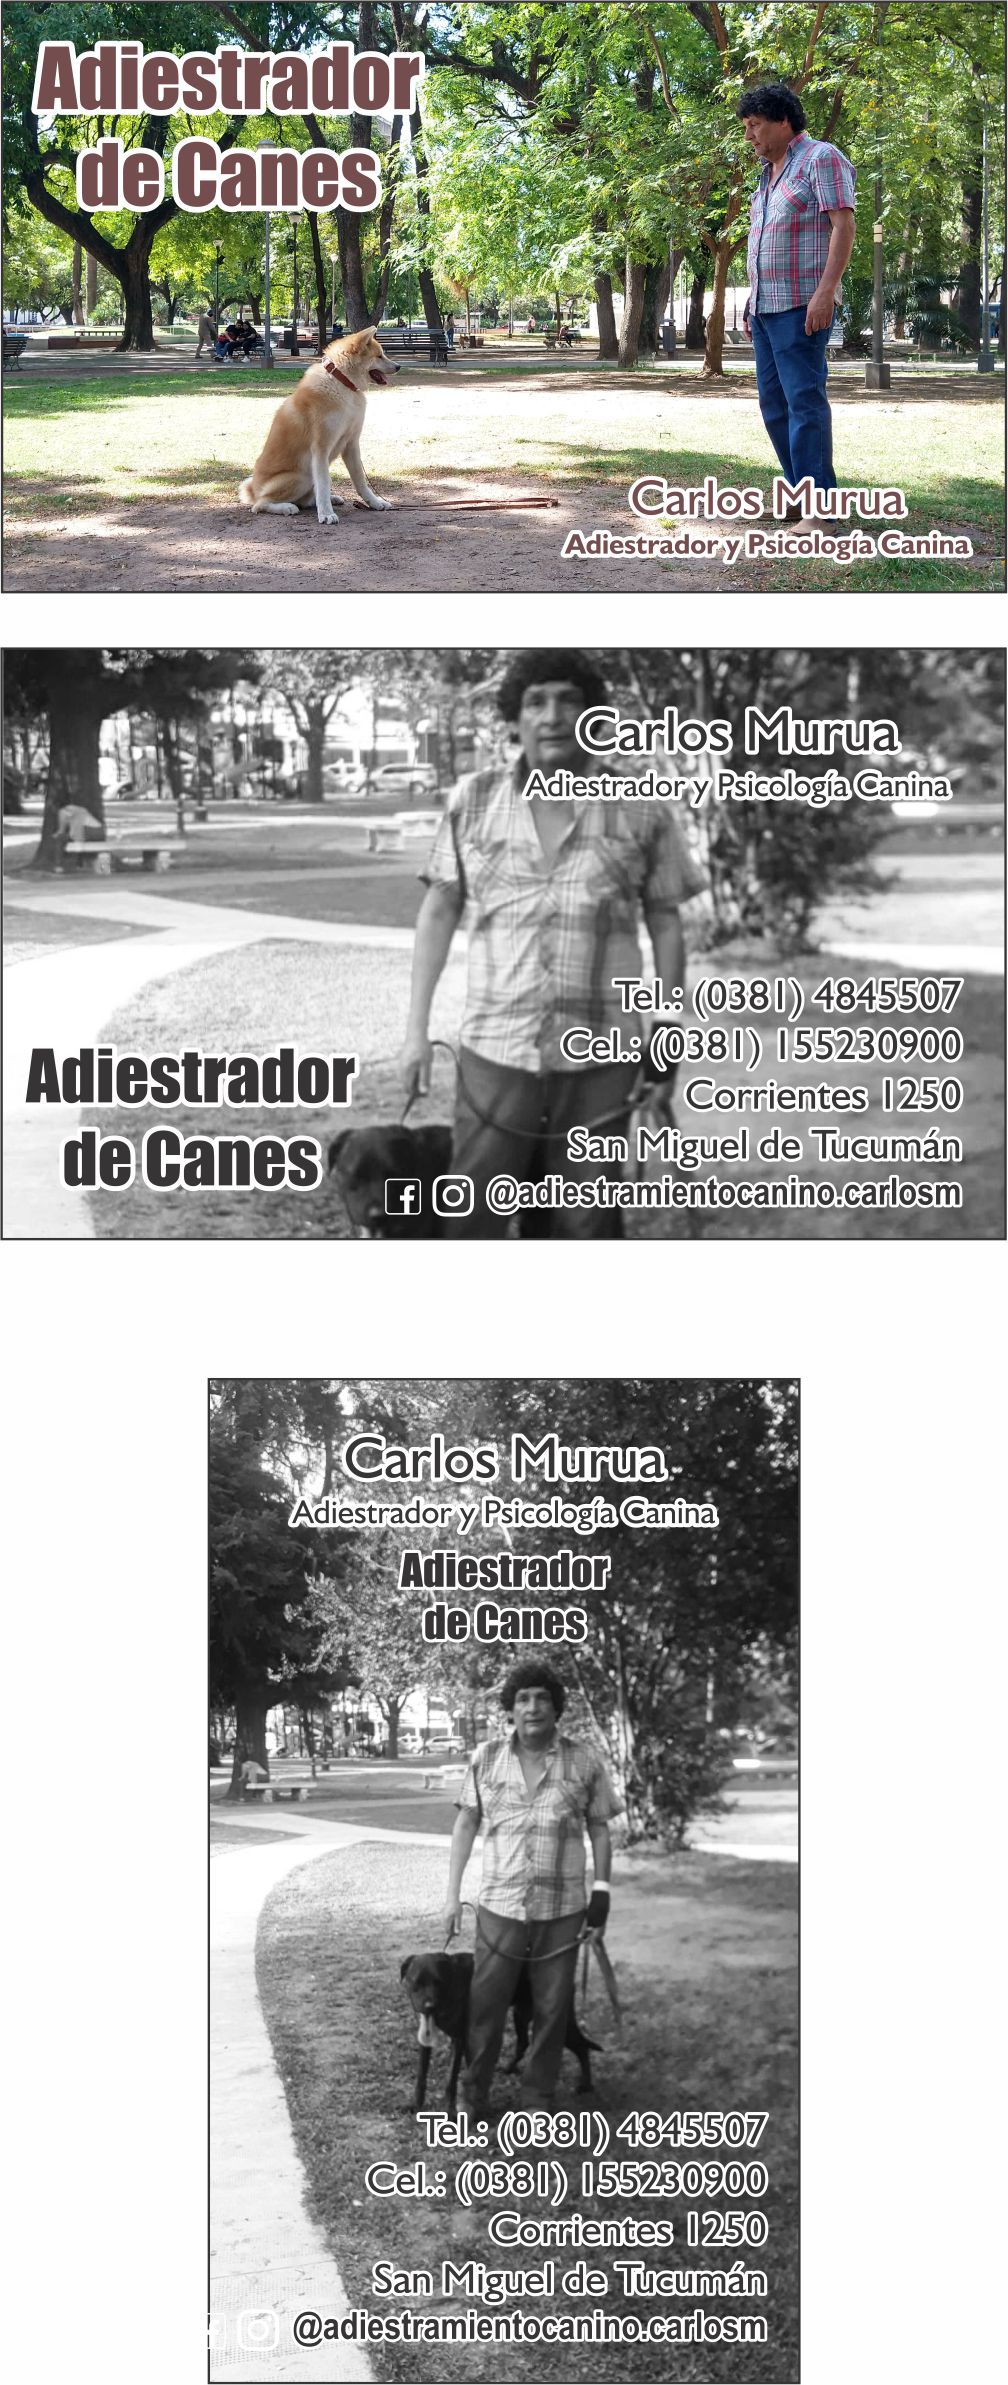 Adiestrador
de Canes
Carlos Murua
Adiestrador y Psicología Canina
Carlos Murua
Adiestrador y Psicología Canina
Tel.: (0381) 4845507
Cel.: (0381) 155230900
Corrientes 1250
San Miguel de Tucumán
@adiestramientocanino.carlosm
Adiestrador
de Canes
Carlos Murua
Adiestrador y Psicología Canina
Adiestrador
de Canes
Tel.: (0381) 4845507
Cel.: (0381) 155230900
Corrientes 1250
San Miguel de Tucumán
@adiestramientocanino.carlosm